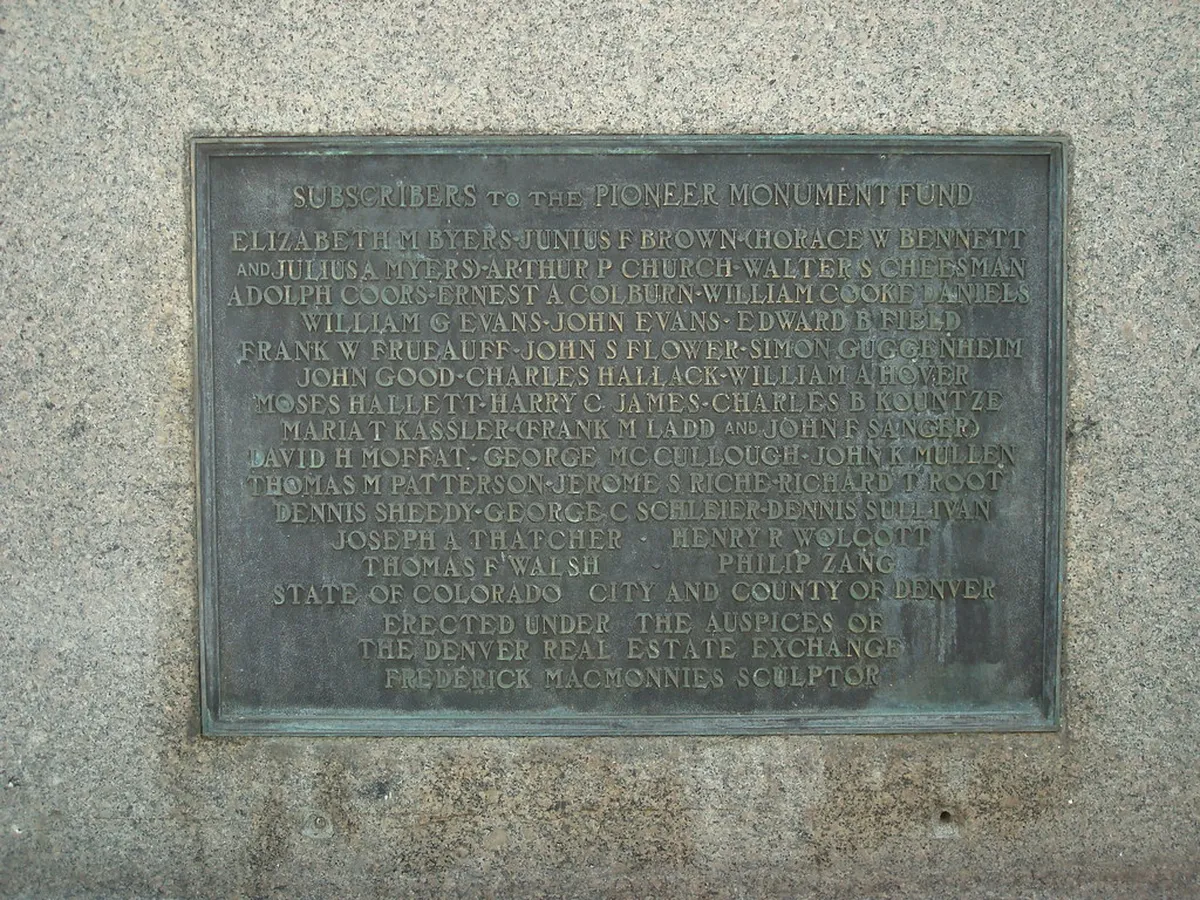 SUBSCRIBERS TO THE PIONEER MONUMENT FUND
ELIZABETH M BYERS-JUNIUS F BROWN-(HORACE W BENNETT
AND JULIUS A MYERS)-ARTHUR P CHURCH-WALTER S CHEESMAN
ADOLPH COORS-ERNEST A COLBURN-WILLIAM COOKE DANIELS
WILLIAM G EVANS-JOHN EVANS-EDWARD B FIELD
FRANK W FRUEAUFF-JOHN S FLOWER-SIMON GUGGENHEIM
JOHN GOOD-CHARLES HALLACK-WILLIAM A HOVER
MOSES HALLETT-HARRY C JAMES-CHARLES B KOUNTZE
MARIA T KASSLER-(FRANK M LADD AND JOHN F SANGER)
DAVID H MOFFAT-GEORGE MCCULLOUGH-JOHN K MULLEN
THOMAS M PATTERSON-JEROME S RICHE-RICHARD T ROOT
DENNIS SHEEDY-GEORGE C SCHLEIER-DENNIS SULLIVAN
JOSEPH A THATCHER · HENRY R WOLCOTT
THOMAS F WALSH · PHILIP ZANG
STATE OF COLORADO CITY AND COUNTY OF DENVER
ERECTED UNDER THE AUSPICES OF
THE DENVER REAL ESTATE EXCHANGE
FREDERICK MACMONNIES SCULPTOR